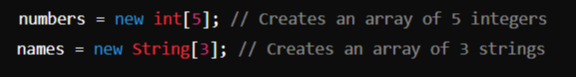 numbers = new int[5]; // Creates an array of 5 integers
names = new String[3]; // Creates an array of 3 strings